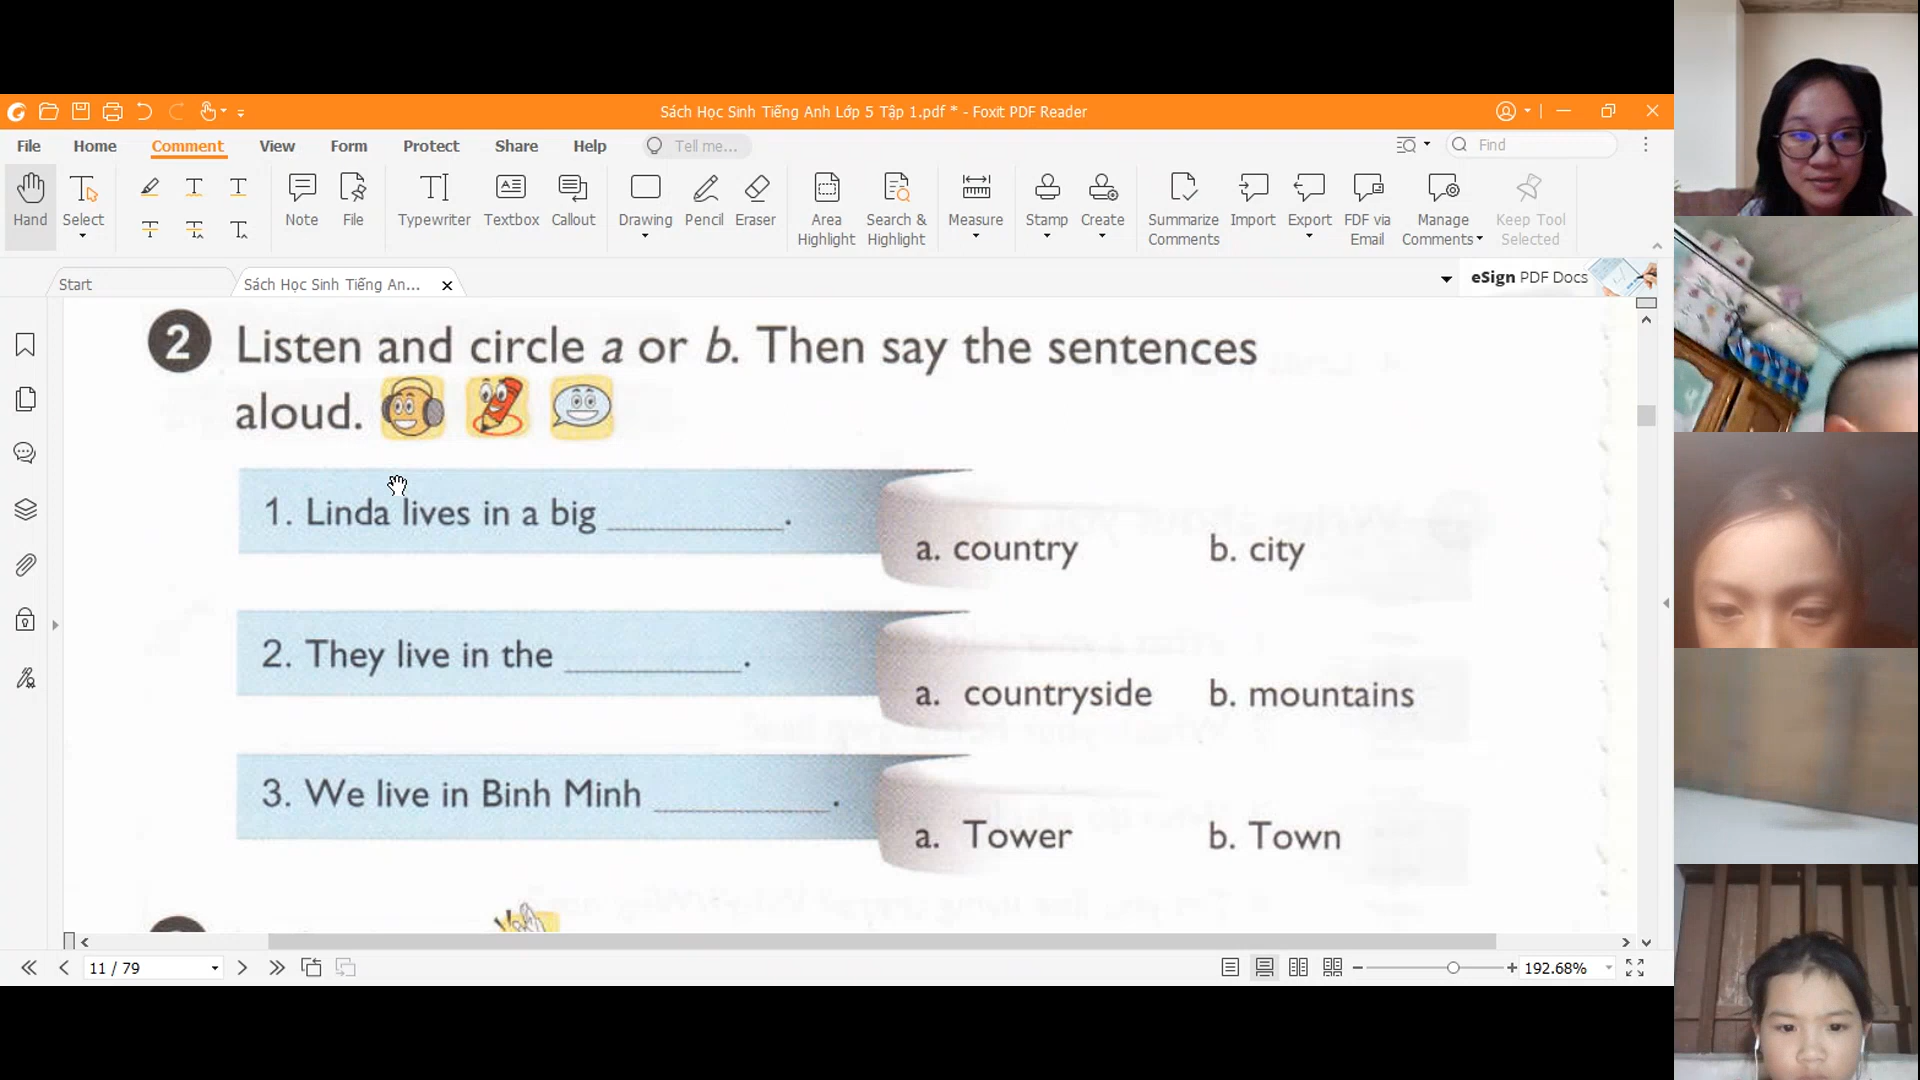 Sách Học Sinh Tiếng Anh Lớp 5 Tập 1.pdf * - Foxit PDF Reader
File Home Comment View Form Protect Share Help Tell me... Find
Hand Select Note File Typewriter Textbox Callout Drawing Pencil Eraser Area Highlight Search & Highlight Measure Stamp Create Summarize Comments Import Export FDF via Email Manage Comments Keep Tool Selected
Start Sách Học Sinh Tiếng An... eSign PDF Docs
2 Listen and circle a or b. Then say the sentences
aloud.
1. Linda lives in a big __________.
a. country b. city
2. They live in the __________.
a. countryside b. mountains
3. We live in Binh Minh __________.
a. Tower b. Town
11 / 79 192.68%